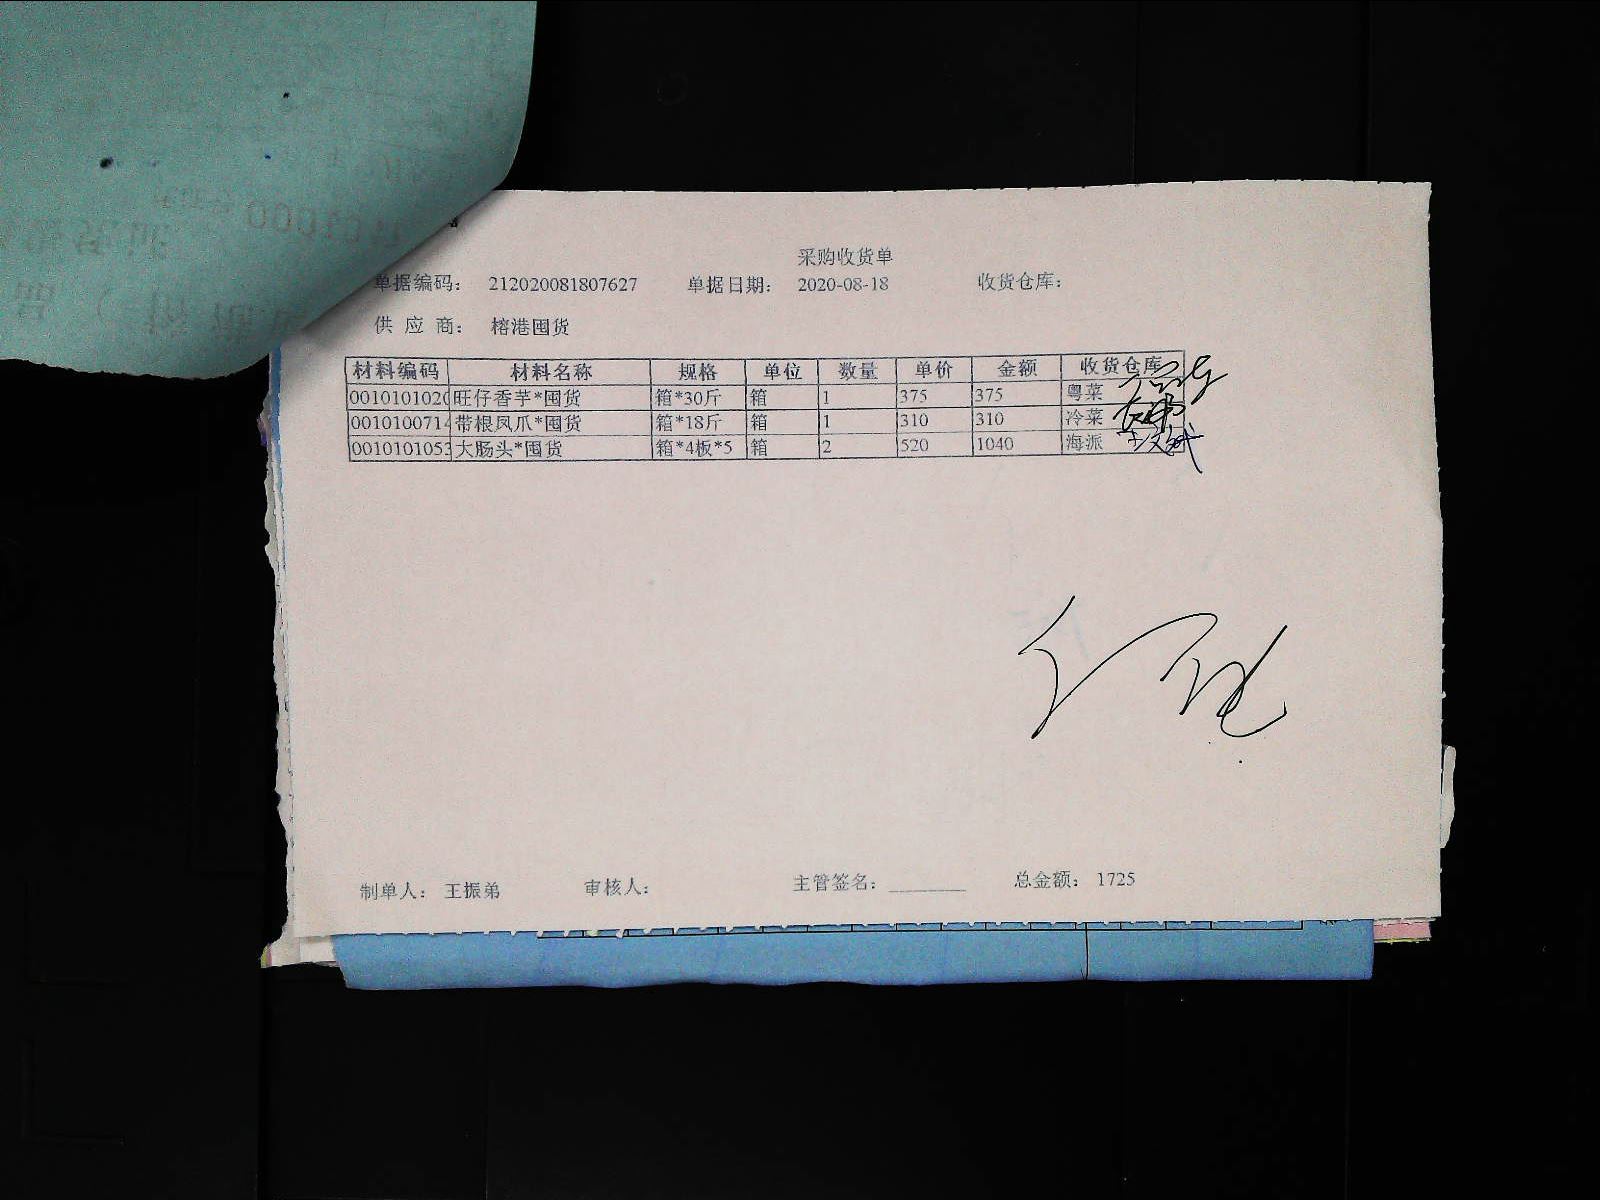 采购收货单
单据编码： 212020081807627 单据日期： 2020-08-18 收货仓库：
供 应 商： 榕港囤货
材料编码 材料名称 规格 单位 数量 单价 金额 收货仓库
0010101020 旺仔香芋*囤货 箱*30斤 箱 1 375 375 粤菜
0010100714 带根凤爪*囤货 箱*18斤 箱 1 310 310 冷菜
0010101053 大肠头*囤货 箱*4板*5 箱 2 520 1040 海派
制单人： 王振弟 审核人： 主管签名： 总金额： 1725